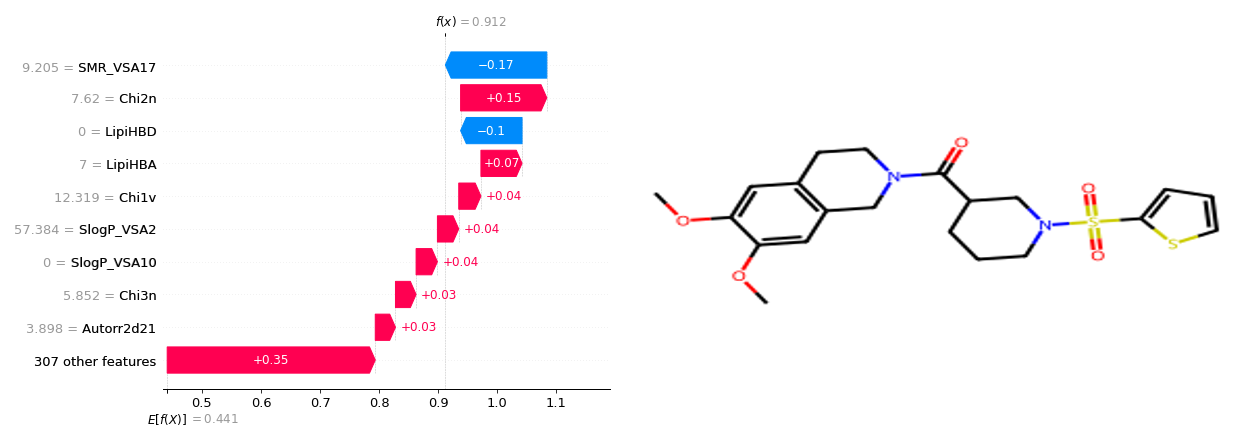 f(x) = 0.912
9.205 = SMR_VSA17
−0.17
7.62 = Chi2n
+0.15
0 = LipiHBD
−0.1
7 = LipiHBA
+0.07
12.319 = Chi1v
+0.04
57.384 = SlogP_VSA2
+0.04
0 = SlogP_VSA10
+0.04
5.852 = Chi3n
+0.03
3.898 = Autorr2d21
+0.03
307 other features
+0.35
0.5 0.6 0.7 0.8 0.9 1.0 1.1
E[f(X)] = 0.441
O
N
O
O
N
O
S
O
S
O